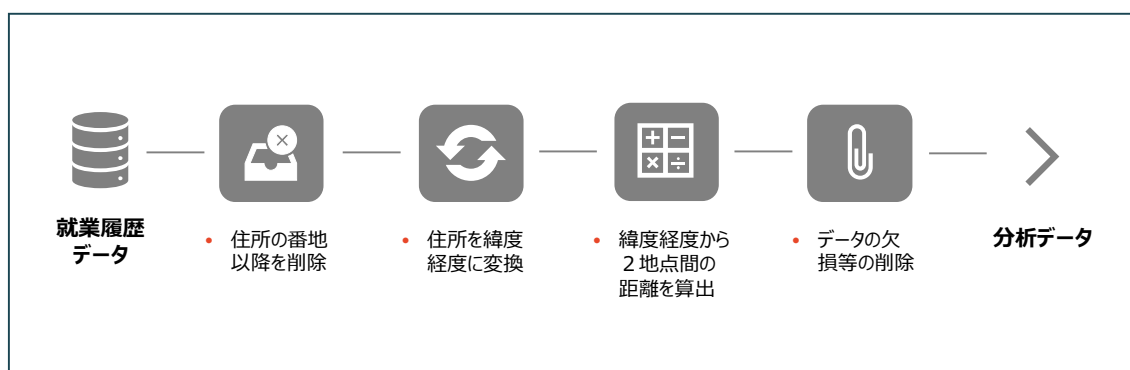 就業履歴
データ
• 住所の番地
以降を削除
• 住所を緯度
経度に変換
• 緯度経度から
２地点間の
距離を算出
• データの欠
損等の削除
分析データ